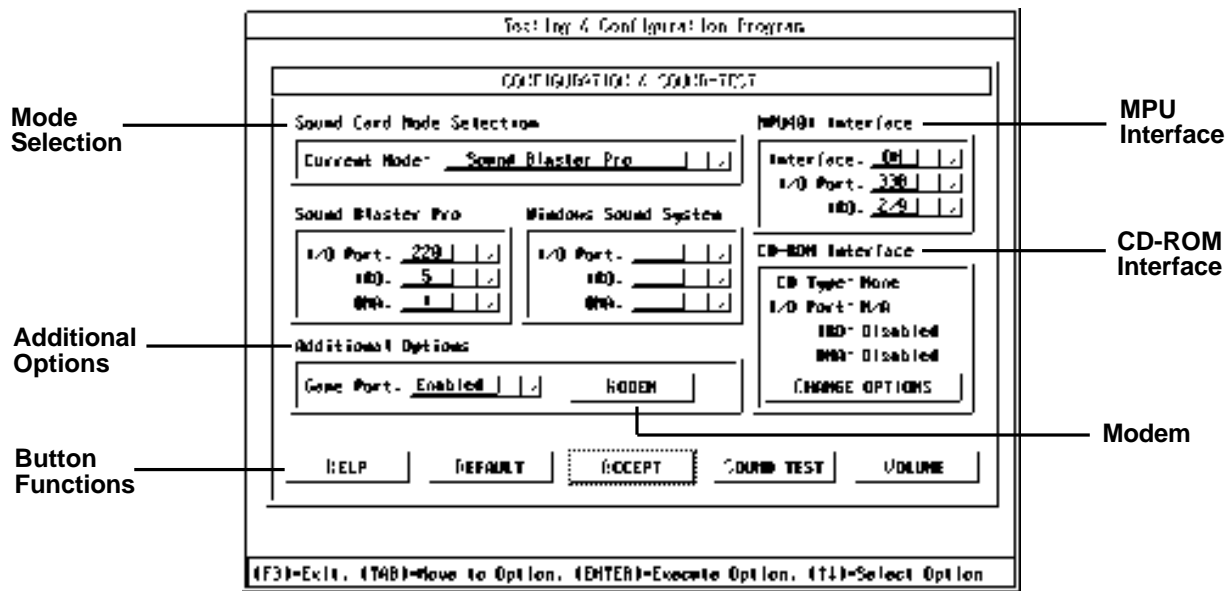 Testing & Configuration Program
CONFIGURATION & SOUND-TEST
Mode
Selection
Sound Card Mode Selection
Current Mode: Sound Blaster Pro
MPU401 Interface
Interface: ON
I/O Port: 330
IRQ: 2/9
MPU
Interface
Sound Blaster Pro
I/O Port: 220
IRQ: 5
DMA: 1
Windows Sound System
I/O Port:
IRQ:
DMA:
CD-ROM Interface
CD Type: None
I/O Port: N/A
IRQ: Disabled
DMA: Disabled
CHANGE OPTIONS
CD-ROM
Interface
Additional
Options
Additional Options
Game Port: Enabled
MODEM
Modem
Button
Functions
HELP
DEFAULT
ACCEPT
SOUND TEST
VOLUME
(F3)=Exit, (TAB)=Move to Option, (ENTER)=Execute Option, (↑↓)=Select Option